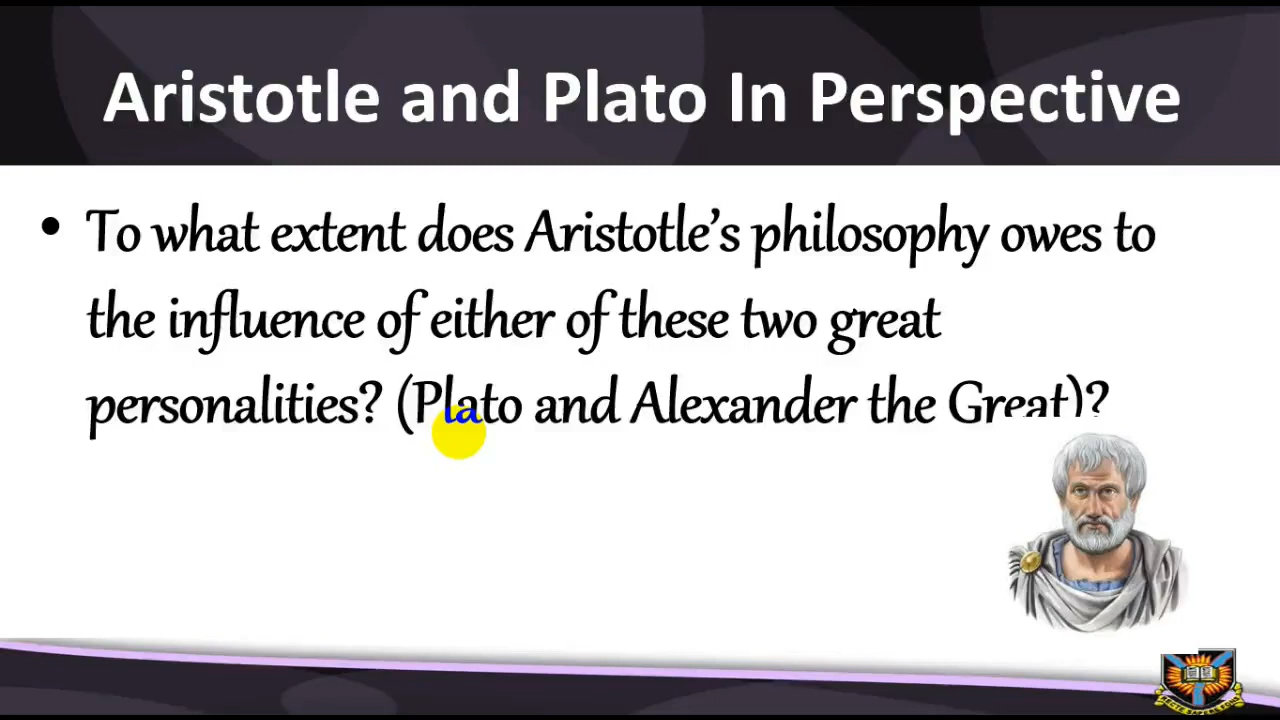 Aristotle and Plato In Perspective
• To what extent does Aristotle's philosophy owes to
the influence of either of these two great
personalities? (Plato and Alexander the Great)?